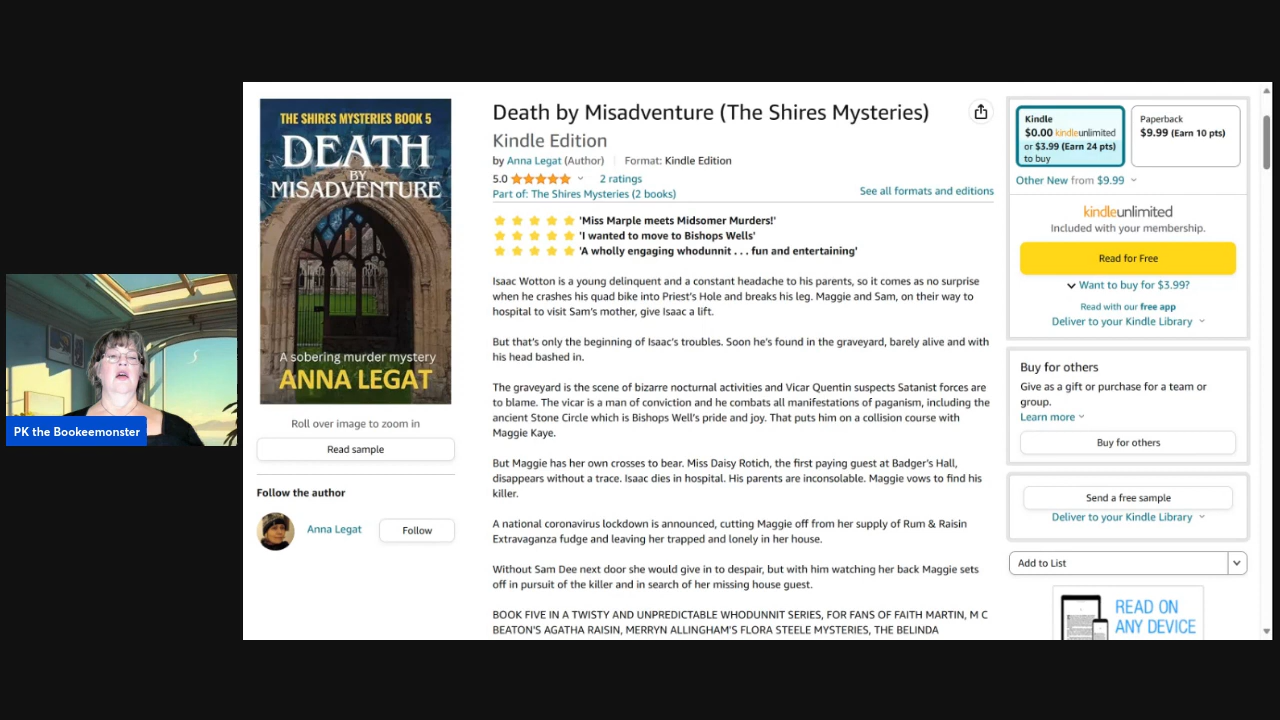 PK the Bookeemonster
THE SHIRES MYSTERIES BOOK 5
DEATH
BY
MISADVENTURE
A sobering murder mystery
ANNA LEGAT
Roll over image to zoom in
Read sample
Follow the author
Anna Legat
Follow
Death by Misadventure (The Shires Mysteries)
Kindle Edition
by Anna Legat (Author) Format: Kindle Edition
5.0 2 ratings
Part of: The Shires Mysteries (2 books)
See all formats and editions
'Miss Marple meets Midsomer Murders!'
'I wanted to move to Bishops Wells'
'A wholly engaging whodunnit . . . fun and entertaining'
Isaac Wotton is a young delinquent and a constant headache to his parents, so it comes as no surprise
when he crashes his quad bike into Priest's Hole and breaks his leg. Maggie and Sam, on their way to
hospital to visit Sam's mother, give Isaac a lift.
But that's only the beginning of Isaac's troubles. Soon he's found in the graveyard, barely alive and with
his head bashed in.
The graveyard is the scene of bizarre nocturnal activities and Vicar Quentin suspects Satanist forces are
to blame. The vicar is a man of conviction and he combats all manifestations of paganism, including the
ancient Stone Circle which is Bishops Well's pride and joy. That puts him on a collision course with
Maggie Kaye.
But Maggie has her own crosses to bear. Miss Daisy Rotich, the first paying guest at Badger's Hall,
disappears without a trace. Isaac dies in hospital. His parents are inconsolable. Maggie vows to find his
killer.
A national coronavirus lockdown is announced, cutting Maggie off from her supply of Rum & Raisin
Extravaganza fudge and leaving her trapped and lonely in her house.
Without Sam Dee next door she would give in to despair, but with him watching her back Maggie sets
off in pursuit of the killer and in search of her missing house guest.
BOOK FIVE IN A TWISTY AND UNPREDICTABLE WHODUNNIT SERIES, FOR FANS OF FAITH MARTIN, M C
BEATON'S AGATHA RAISIN, MERRYN ALLINGHAM'S FLORA STEELE MYSTERIES, THE BELINDA
Kindle
$0.00 kindleunlimited
or $3.99 (Earn 24 pts)
to buy
Paperback
$9.99 (Earn 10 pts)
Other New from $9.99
kindleunlimited
Included with your membership.
Read for Free
Want to buy for $3.99?
Read with our free app
Deliver to your Kindle Library
Buy for others
Give as a gift or purchase for a team or
group.
Learn more
Buy for others
Send a free sample
Deliver to your Kindle Library
Add to List
READ ON
ANY DEVICE